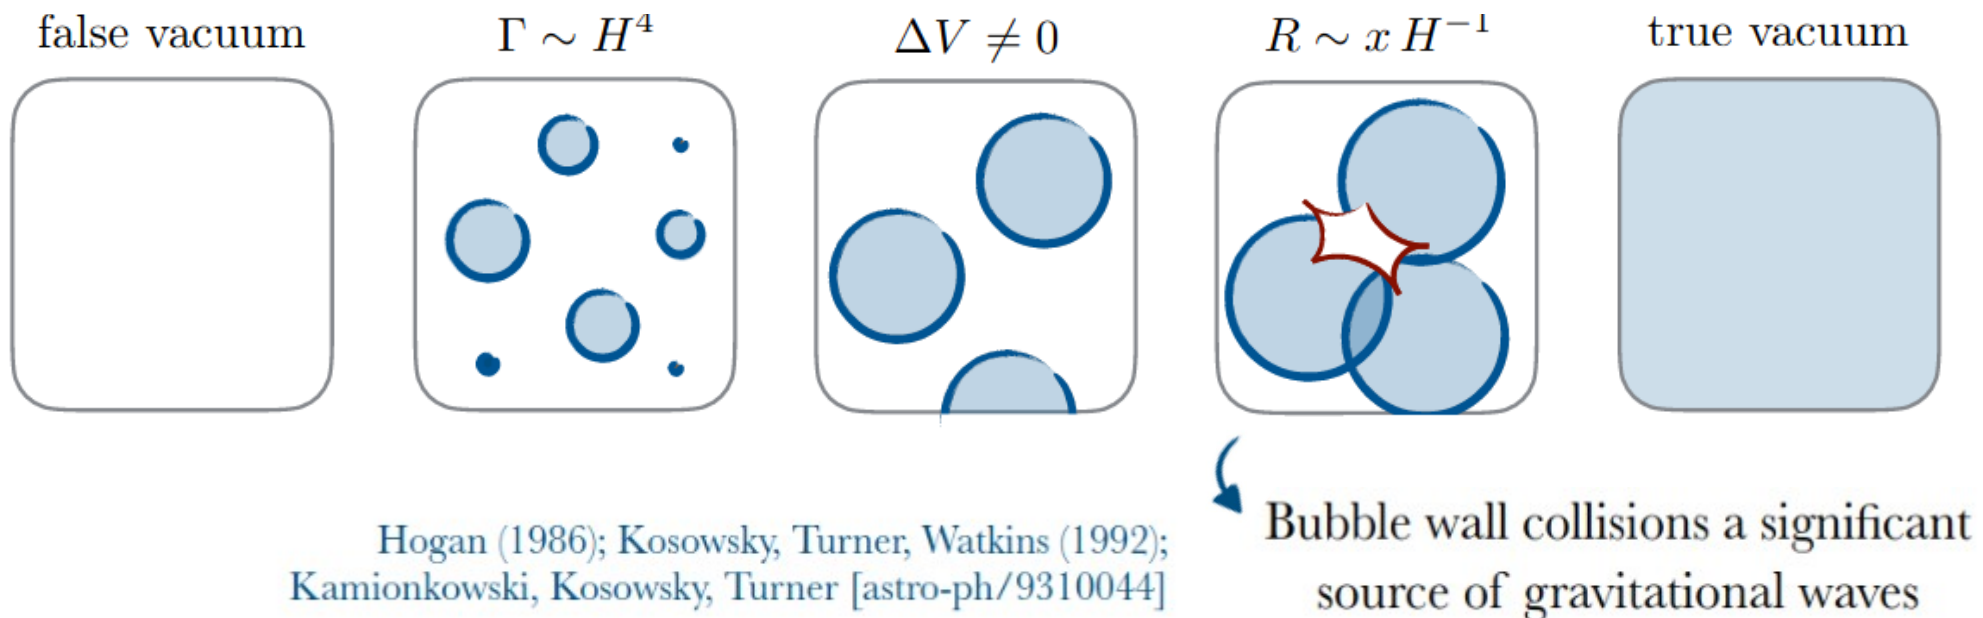 false vacuum
Γ ∼ H⁴
ΔV ≠ 0
R ∼ x H⁻¹
true vacuum
Hogan (1986); Kosowsky, Turner, Watkins (1992);
Kamionkowski, Kosowsky, Turner [astro-ph/9310044]
Bubble wall collisions a significant
source of gravitational waves